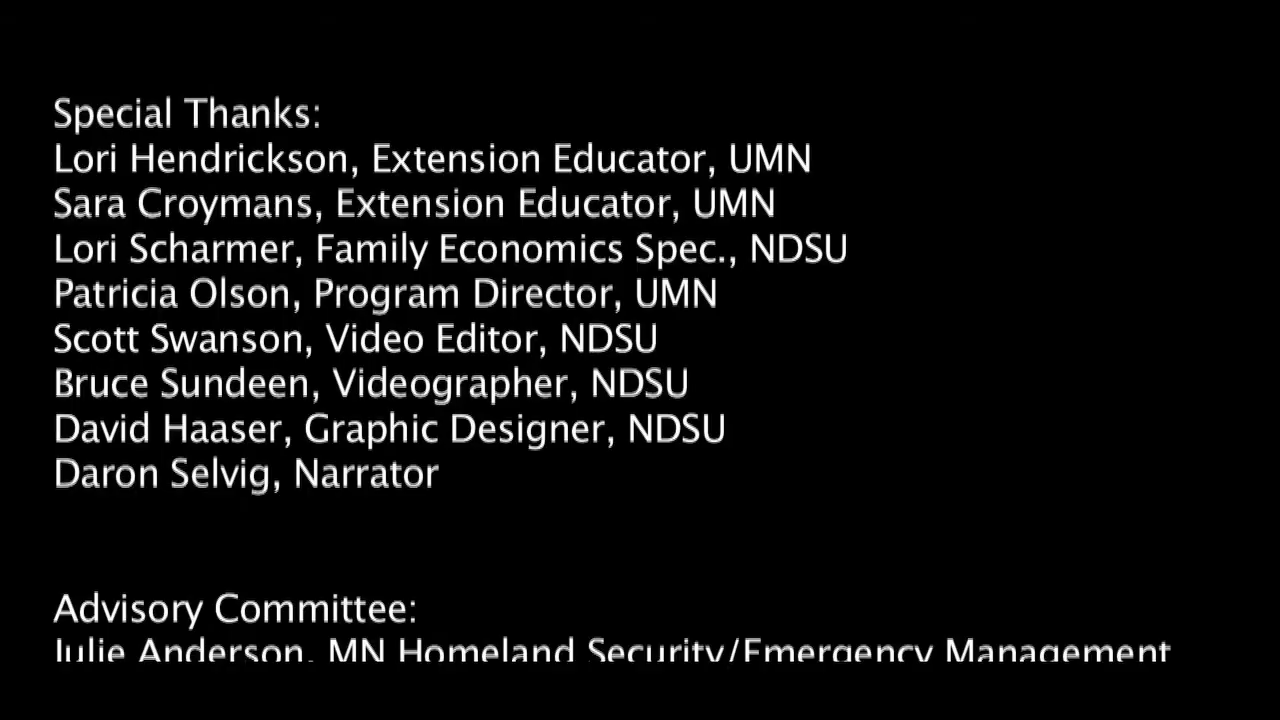 Special Thanks:
Lori Hendrickson, Extension Educator, UMN
Sara Croymans, Extension Educator, UMN
Lori Scharmer, Family Economics Spec., NDSU
Patricia Olson, Program Director, UMN
Scott Swanson, Video Editor, NDSU
Bruce Sundeen, Videographer, NDSU
David Haaser, Graphic Designer, NDSU
Daron Selvig, Narrator
Advisory Committee:
Julie Anderson, MN Homeland Security/Emergency Management